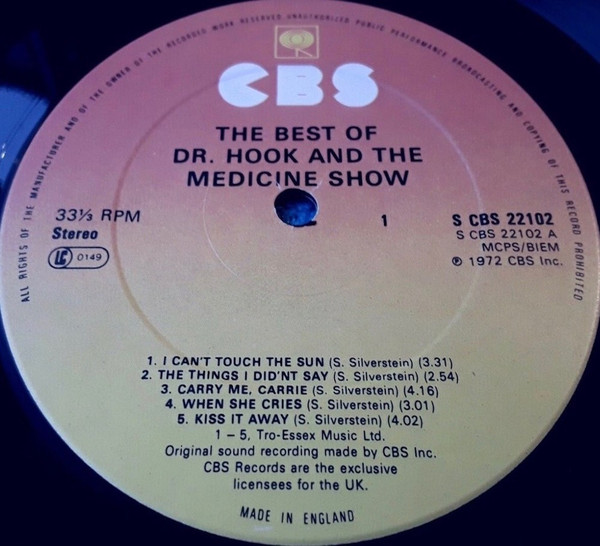 ALL RIGHTS OF THE MANUFACTURER AND OF THE OWNER OF THE RECORDED WORK RESERVED UNAUTHORIZED PUBLIC PERFORMANCE BROADCASTING AND COPYING OF THIS RECORD PROHIBITED
CBS
THE BEST OF
DR. HOOK AND THE
MEDICINE SHOW
33⅓ RPM
Stereo
LC 0149
1
S CBS 22102
S CBS 22102 A
MCPS/BIEM
℗ 1972 CBS Inc.
1. I CAN'T TOUCH THE SUN (S. Silverstein) (3.31)
2. THE THINGS I DID'NT SAY (S. Silverstein) (2.54)
3. CARRY ME, CARRIE (S. Silverstein) (4.16)
4. WHEN SHE CRIES (S. Silverstein) (3.01)
5. KISS IT AWAY (S. Silverstein) (4.02)
1 – 5, Tro-Essex Music Ltd.
Original sound recording made by CBS Inc.
CBS Records are the exclusive
licensees for the UK.
MADE IN ENGLAND